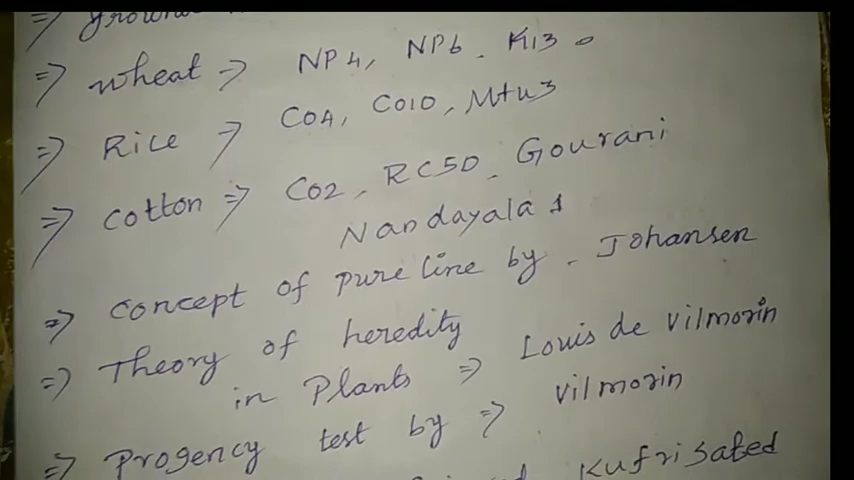 ⇒ wheat ⇒ NP4, NP6. K13.
⇒ Rice ⇒ CO4, CO10, Mtu3
⇒ cotton ⇒ CO2, RC50. Gourani
Nandayala 1
⇒ concept of pure line by. Johansen
⇒ Theory of heredity
in Plants ⇒ Louis de vilmorin
⇒ Progency test by ⇒ vilmorin
Kufri safed